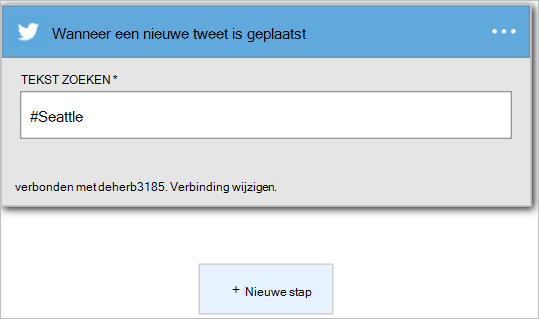 Wanneer een nieuwe tweet is geplaatst
TEKST ZOEKEN *
#Seattle
verbonden met deherb3185. Verbinding wijzigen.
+ Nieuwe stap